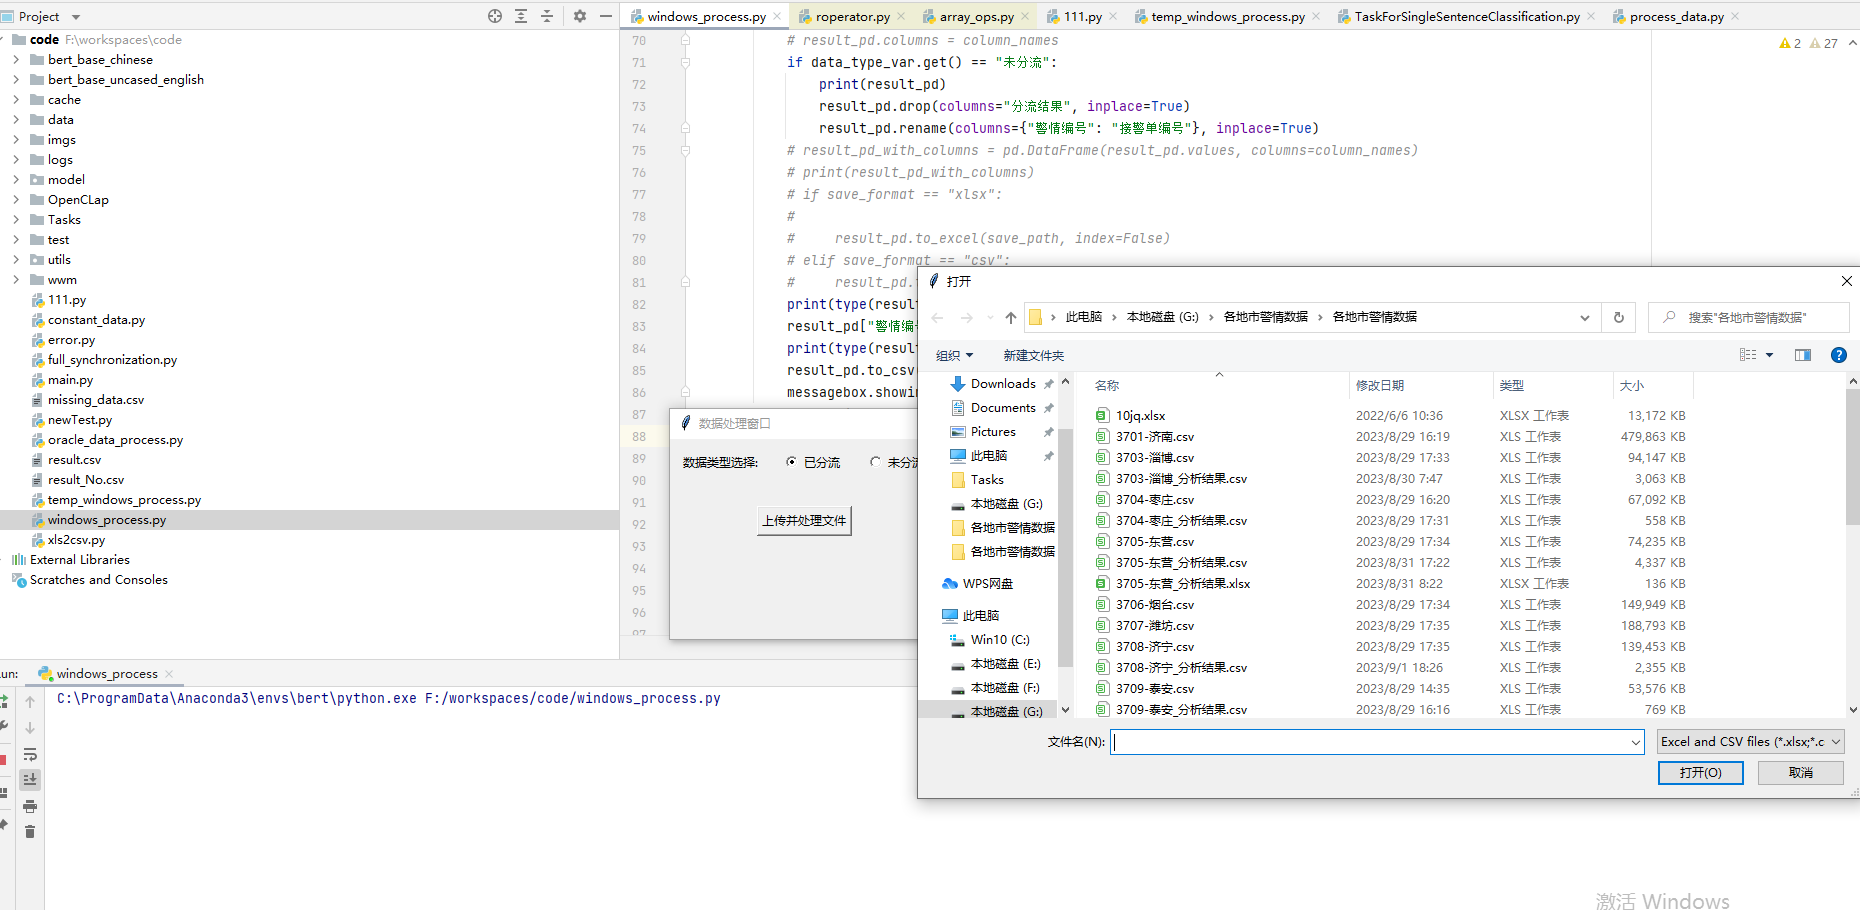 Project
code F:\workspaces\code
bert_base_chinese
bert_base_uncased_english
cache
data
imgs
logs
model
OpenCLap
Tasks
test
utils
wwm
111.py
constant_data.py
error.py
full_synchronization.py
main.py
missing_data.csv
newTest.py
oracle_data_process.py
result.csv
result_No.csv
temp_windows_process.py
windows_process.py
xls2csv.py
External Libraries
Scratches and Consoles
windows_process.py
roperator.py
array_ops.py
111.py
temp_windows_process.py
TaskForSingleSentenceClassification.py
process_data.py
2 27
70 # result_pd.columns = column_names
71 if data_type_var.get() == "未分流":
72 print(result_pd)
73 result_pd.drop(columns="分流结果", inplace=True)
74 result_pd.rename(columns={"警情编号": "接警单编号"}, inplace=True)
75 # result_pd_with_columns = pd.DataFrame(result_pd.values, columns=column_names)
76 # print(result_pd_with_columns)
77 # if save_format == "xlsx":
78 #
79 # result_pd.to_excel(save_path, index=False)
80 # elif save_format == "csv":
81 # result_pd.
82 print(type(resul
83 result_pd["警情编
84 print(type(resul
85 result_pd.to_csv
86 messagebox.showin
87
88
89
90
91
92
93
94
95
96
97
数据处理窗口
数据类型选择: 已分流 未分流
上传并处理文件
打开
此电脑 › 本地磁盘 (G:) › 各地市警情数据 › 各地市警情数据
搜索"各地市警情数据"
组织 新建文件夹
Downloads
Documents
Pictures
此电脑
Tasks
本地磁盘 (G:)
各地市警情数据
各地市警情数据
WPS网盘
此电脑
Win10 (C:)
本地磁盘 (E:)
本地磁盘 (F:)
本地磁盘 (G:)
名称 修改日期 类型 大小
10jq.xlsx 2022/6/6 10:36 XLSX 工作表 13,172 KB
3701-济南.csv 2023/8/29 16:19 XLS 工作表 479,863 KB
3703-淄博.csv 2023/8/29 17:33 XLS 工作表 94,147 KB
3703-淄博_分析结果.csv 2023/8/30 7:47 XLS 工作表 3,063 KB
3704-枣庄.csv 2023/8/29 16:20 XLS 工作表 67,092 KB
3704-枣庄_分析结果.csv 2023/8/29 17:31 XLS 工作表 558 KB
3705-东营.csv 2023/8/29 17:34 XLS 工作表 74,235 KB
3705-东营_分析结果.csv 2023/8/31 17:22 XLS 工作表 4,337 KB
3705-东营_分析结果.xlsx 2023/8/31 8:22 XLSX 工作表 136 KB
3706-烟台.csv 2023/8/29 17:34 XLS 工作表 149,949 KB
3707-潍坊.csv 2023/8/29 17:35 XLS 工作表 188,793 KB
3708-济宁.csv 2023/8/29 17:35 XLS 工作表 139,453 KB
3708-济宁_分析结果.csv 2023/9/1 18:26 XLS 工作表 2,355 KB
3709-泰安.csv 2023/8/29 14:35 XLS 工作表 53,576 KB
3709-泰安_分析结果.csv 2023/8/29 16:16 XLS 工作表 769 KB
文件名(N):
Excel and CSV files (*.xlsx;*.c
打开(O) 取消
un: windows_process
C:\ProgramData\Anaconda3\envs\bert\python.exe F:/workspaces/code/windows_process.py
激活 Windows